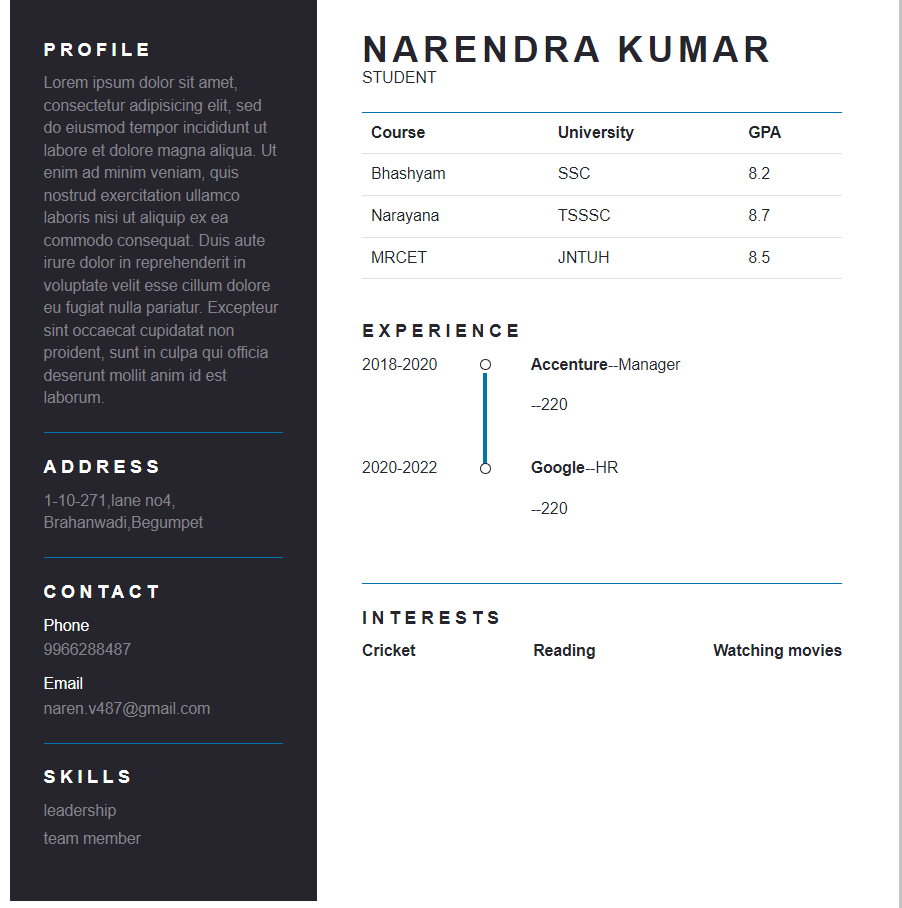 PROFILE
Lorem ipsum dolor sit amet,
consectetur adipisicing elit, sed
do eiusmod tempor incididunt ut
labore et dolore magna aliqua. Ut
enim ad minim veniam, quis
nostrud exercitation ullamco
laboris nisi ut aliquip ex ea
commodo consequat. Duis aute
irure dolor in reprehenderit in
voluptate velit esse cillum dolore
eu fugiat nulla pariatur. Excepteur
sint occaecat cupidatat non
proident, sunt in culpa qui officia
deserunt mollit anim id est
laborum.
ADDRESS
1-10-271,lane no4,
Brahanwadi,Begumpet
CONTACT
Phone
9966288487
Email
naren.v487@gmail.com
SKILLS
leadership
team member
NARENDRA KUMAR
STUDENT
Course University GPA
Bhashyam SSC 8.2
Narayana TSSSC 8.7
MRCET JNTUH 8.5
EXPERIENCE
2018-2020 Accenture--Manager
--220
2020-2022 Google--HR
--220
INTERESTS
Cricket Reading Watching movies